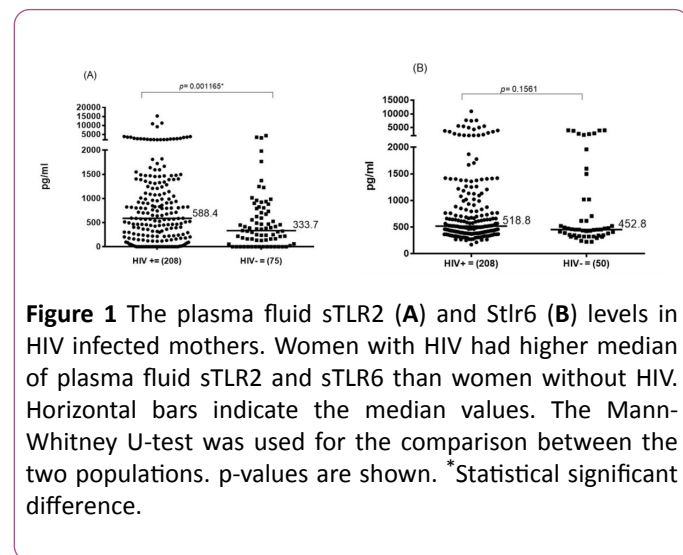 (A)
p= 0.001165*
20000
15000
10000
5000
2000
1500
1000
500
0
pg/ml
588.4
333.7
HIV += (208)
HIV- = (75)
(B)
p= 0.1561
15000
10000
5000
2000
1500
1000
500
0
pg/ml
518.8
452.8
HIV+ = (208)
HIV- = (50)
Figure 1 The plasma fluid sTLR2 (A) and Stlr6 (B) levels in
HIV infected mothers. Women with HIV had higher median
of plasma fluid sTLR2 and sTLR6 than women without HIV.
Horizontal bars indicate the median values. The Mann-
Whitney U-test was used for the comparison between the
two populations. p-values are shown. *Statistical significant
difference.